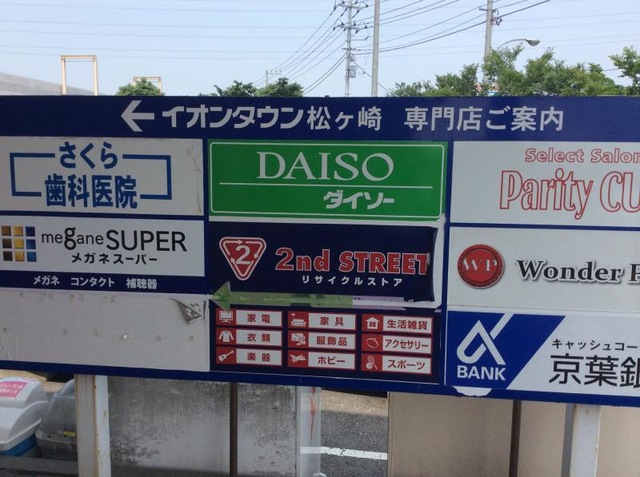 イオンタウン松ヶ崎 専門店ご案内
さくら
歯科医院
DAISO
ダイソー
Select Salon
Parity
meganeSUPER
メガネスーパー
メガネ コンタクト 補聴器
2
2nd STREET
リサイクルストア
WP
Wonder
家電
家具
生活雑貨
衣類
服飾品
アクセサリー
楽器
ホビー
スポーツ
BANK
キャッシュコー
京葉銀